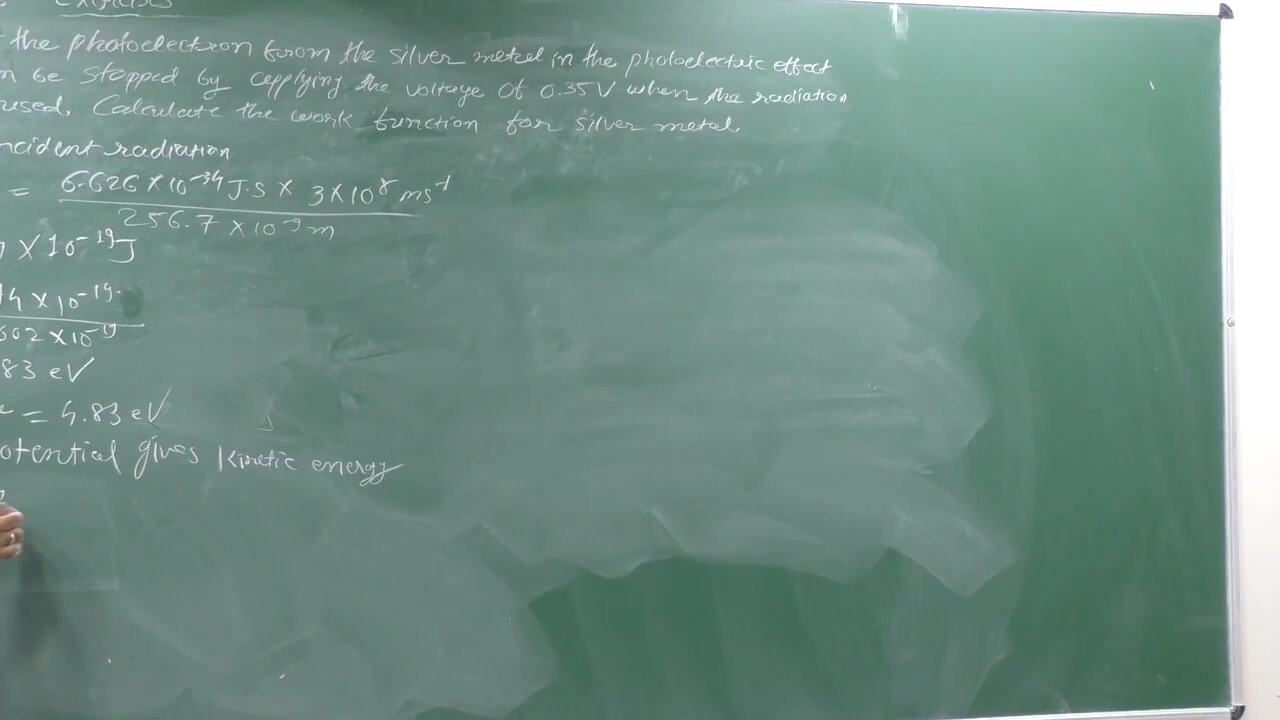 Exercises
the photoelectron from the silver metal in the photoelectric effect
n be stopped by applying the voltage of 0.35V when the radiation
used. Calculate the work function for silver metal.
ncident radiation
= 6.626 × 10⁻³⁴ J.s × 3 × 10⁸ ms⁻¹
256.7 × 10⁻⁹ m
× 10⁻¹⁹ J
4 × 10⁻¹⁹
602 × 10⁻¹⁹
83 eV
= 4.83 eV
otential gives Kinetic energy